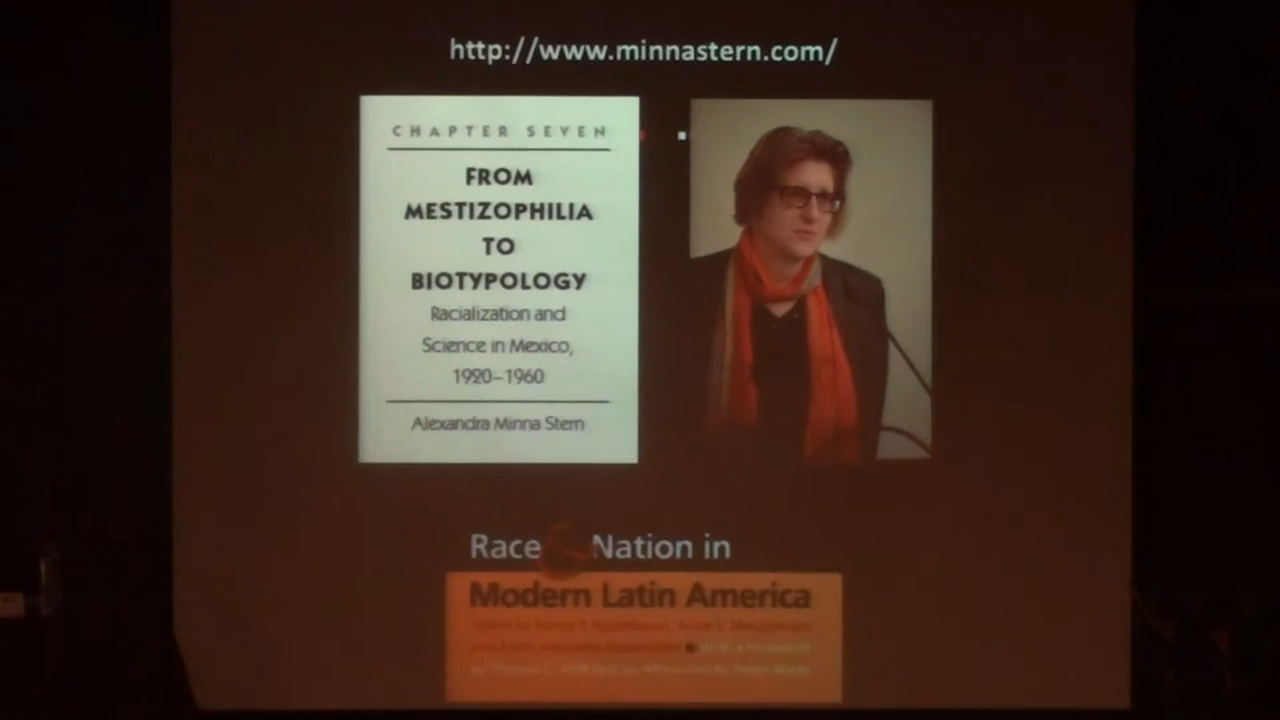 http://www.minnastern.com/
CHAPTER SEVEN
FROM
MESTIZOPHILIA
TO
BIOTYPOLOGY
Racialization and
Science in Mexico,
1920–1960
Alexandra Minna Stern
Race & Nation in
Modern Latin America